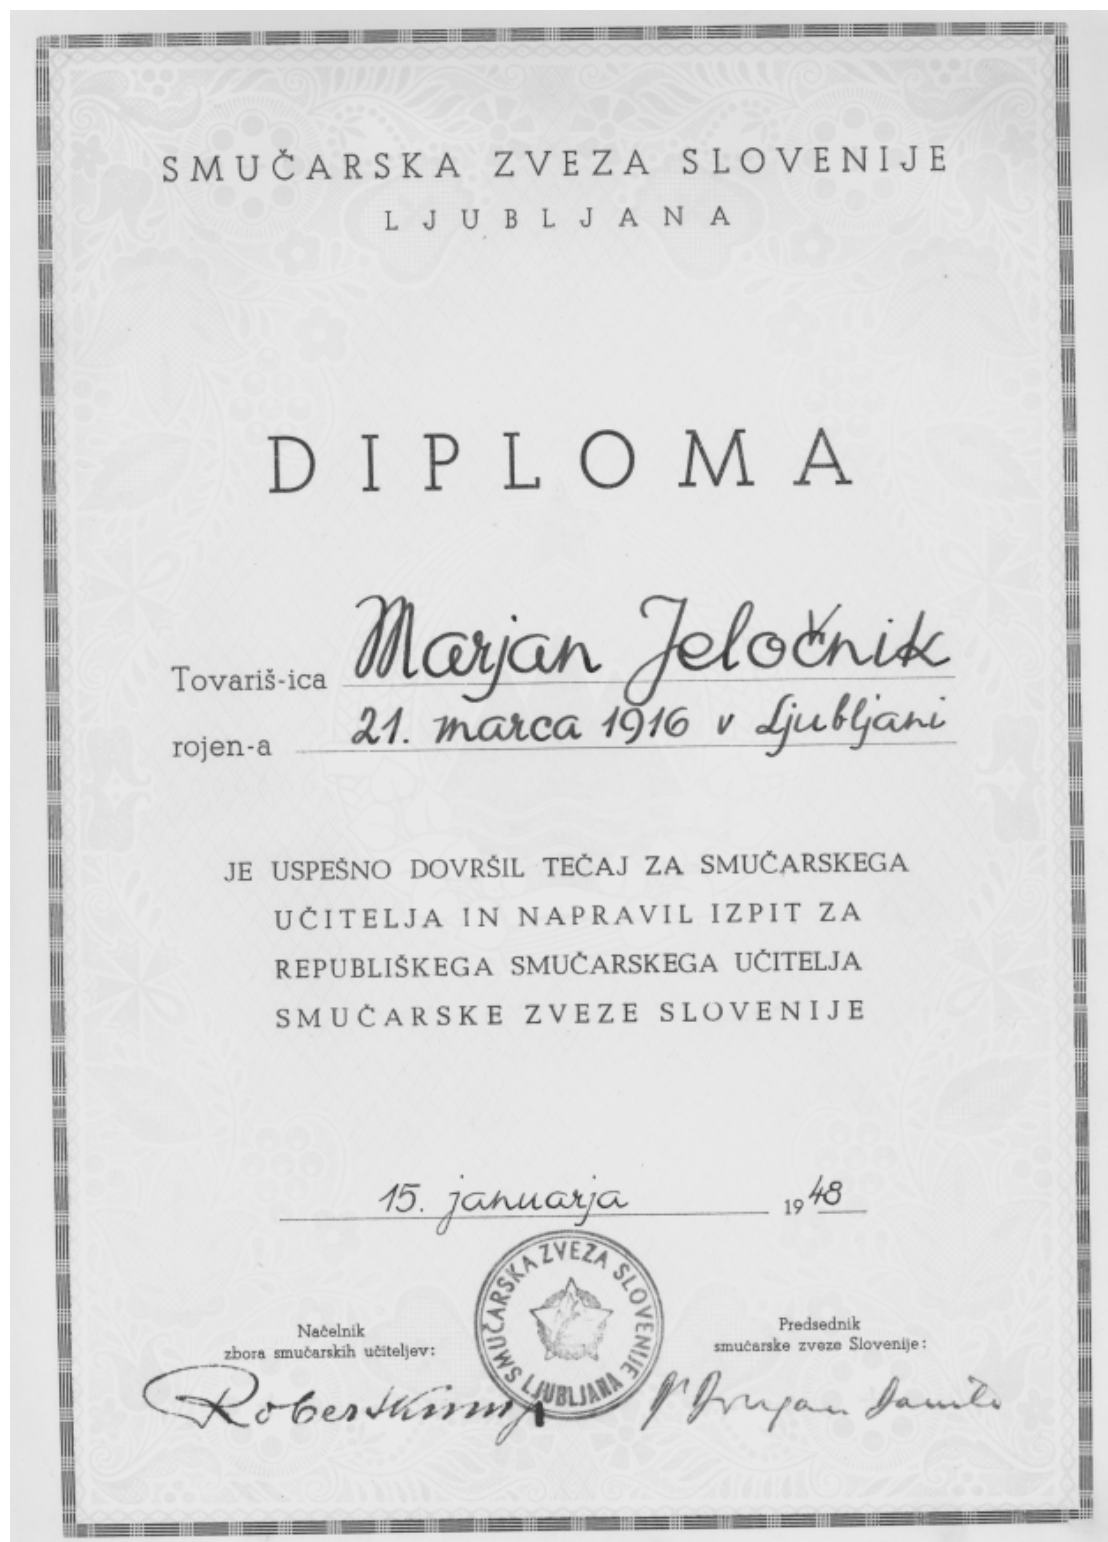 SMUČARSKA ZVEZA SLOVENIJE
LJUBLJANA
DIPLOMA
Tovariš-ica Marjan Jeločnik
rojen-a 21. marca 1916 v Ljubljani
JE USPEŠNO DOVRŠIL TEČAJ ZA SMUČARSKEGA
UČITELJA IN NAPRAVIL IZPIT ZA
REPUBLIŠKEGA SMUČARSKEGA UČITELJA
SMUČARSKE ZVEZE SLOVENIJE
15. januarja 1948
SMUČARSKA ZVEZA SLOVENIJE
LJUBLJANA
Načelnik
zbora smučarskih učiteljev:
Predsednik
smučarske zveze Slovenije: